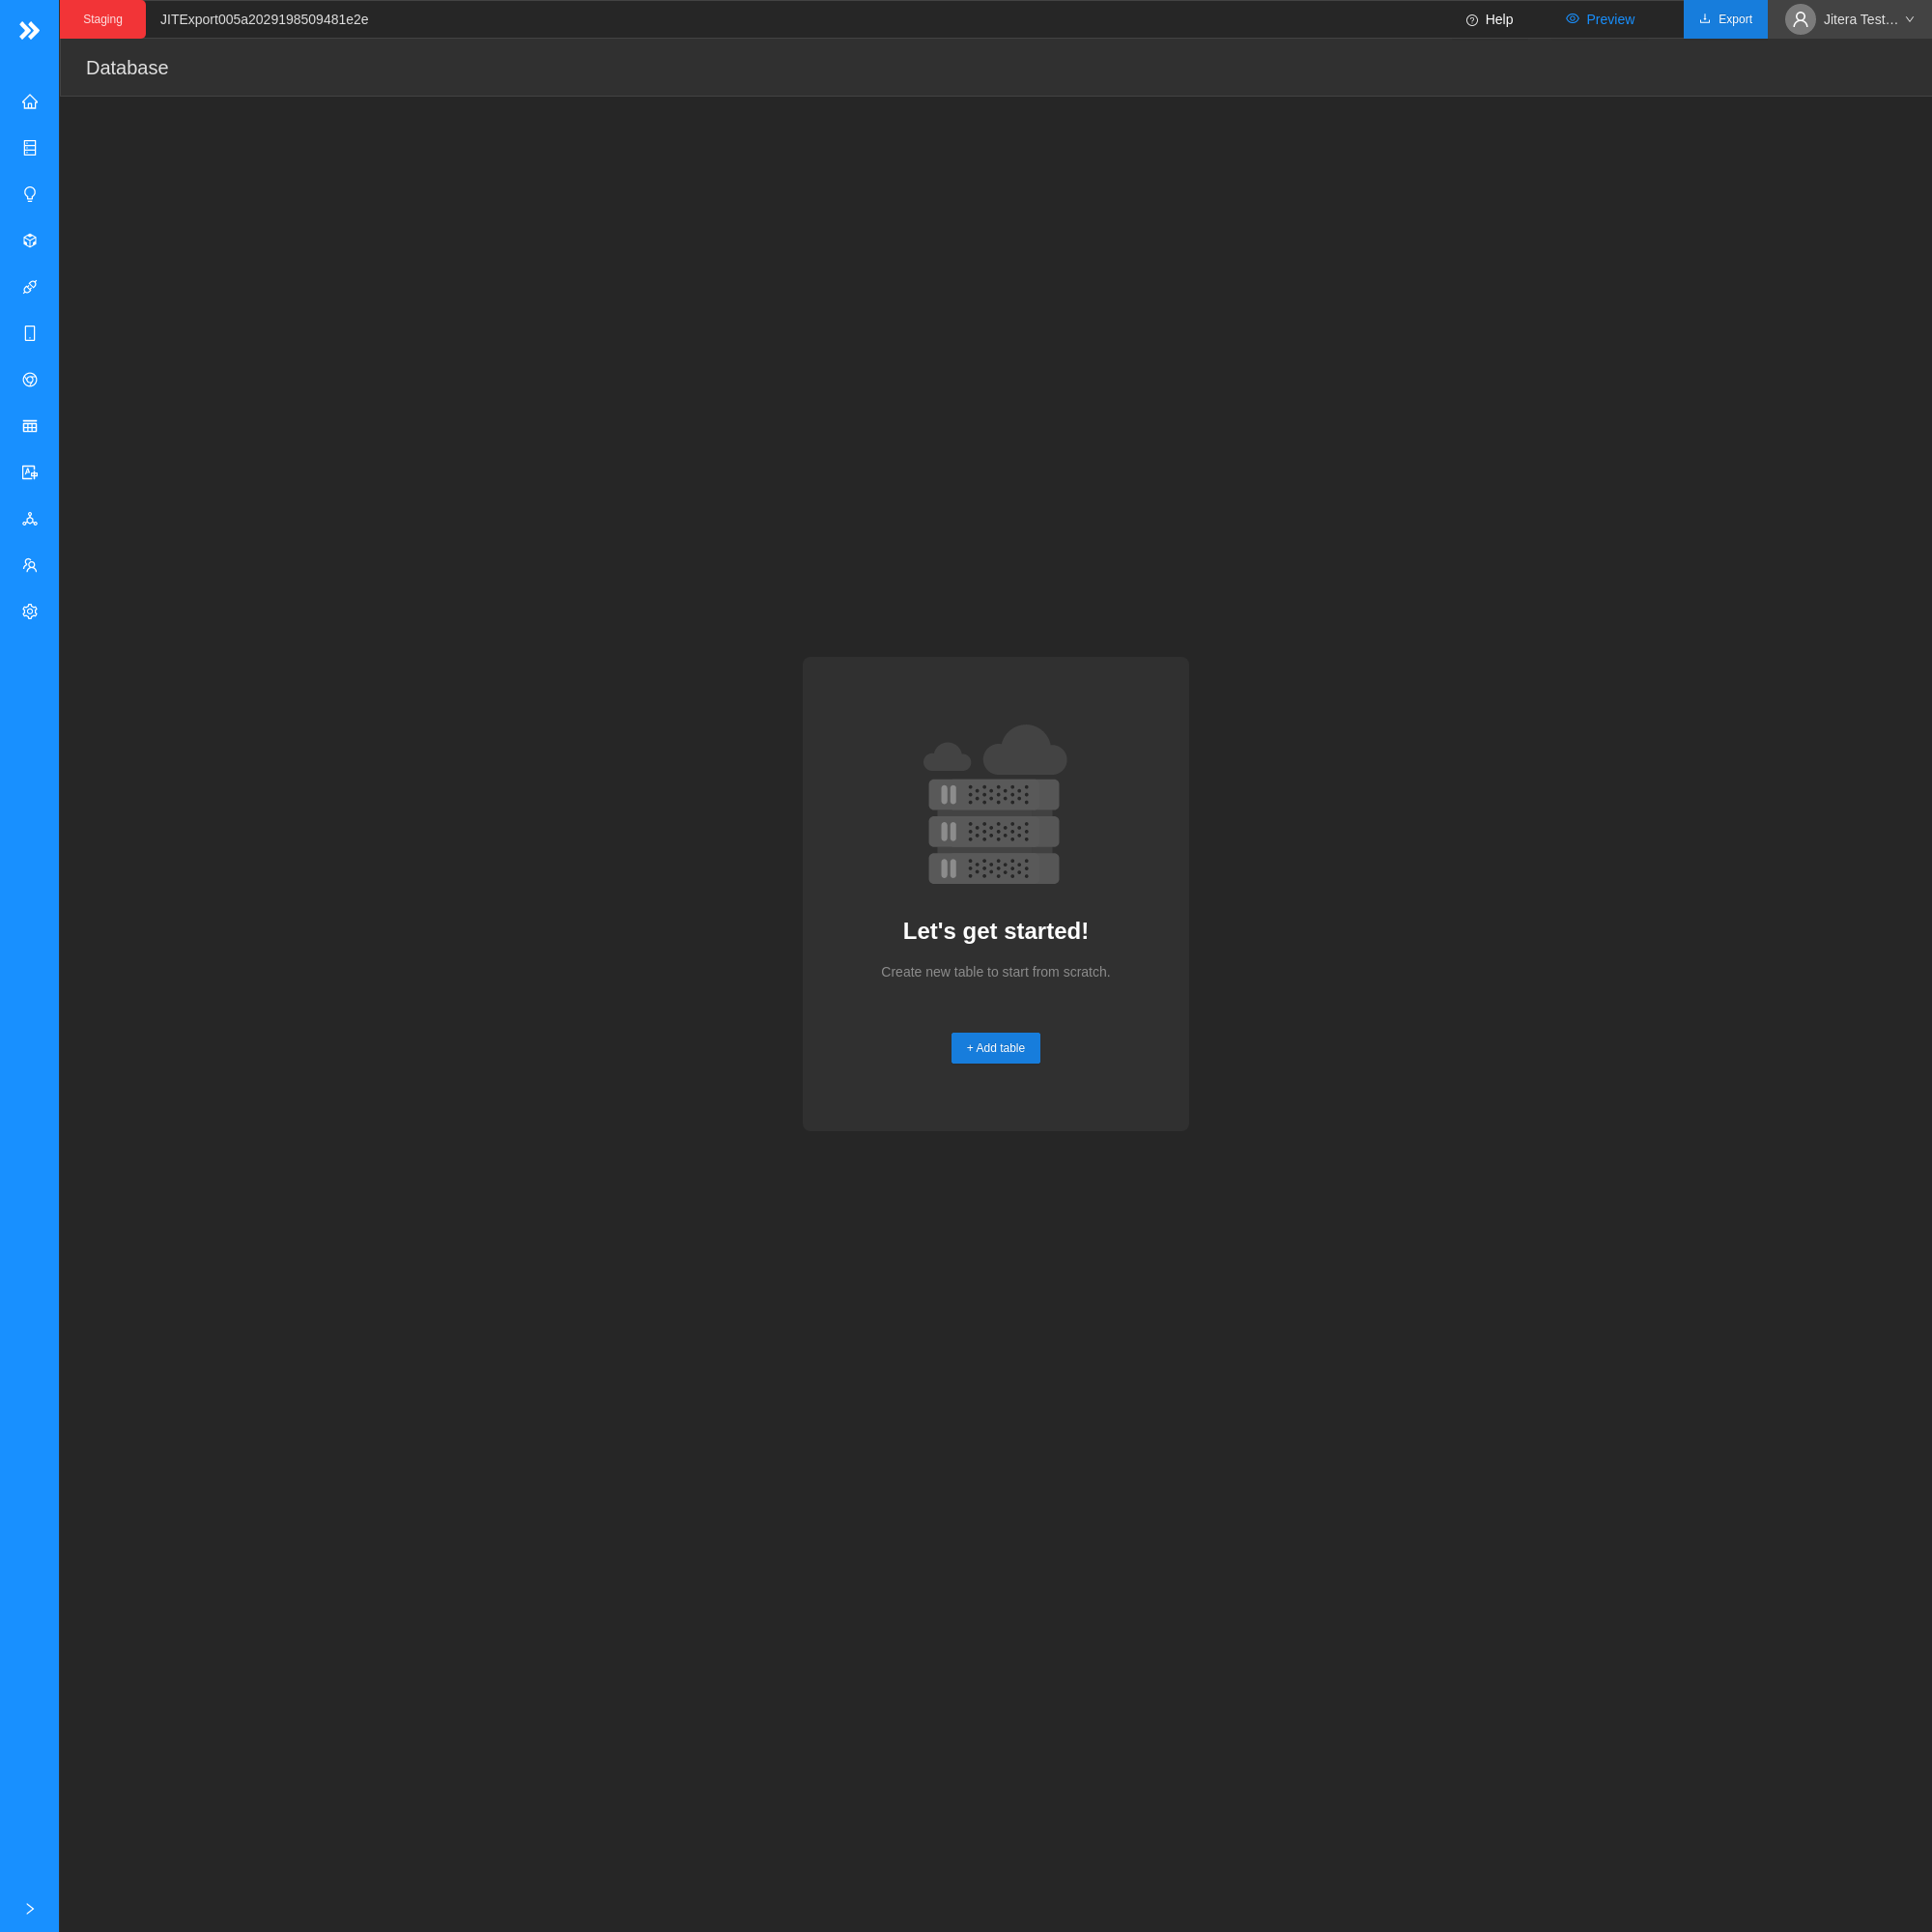 Staging
JITExport005a2029198509481e2e
Help
Preview
Export
Jitera Test…
Database
Let's get started!
Create new table to start from scratch.
+ Add table